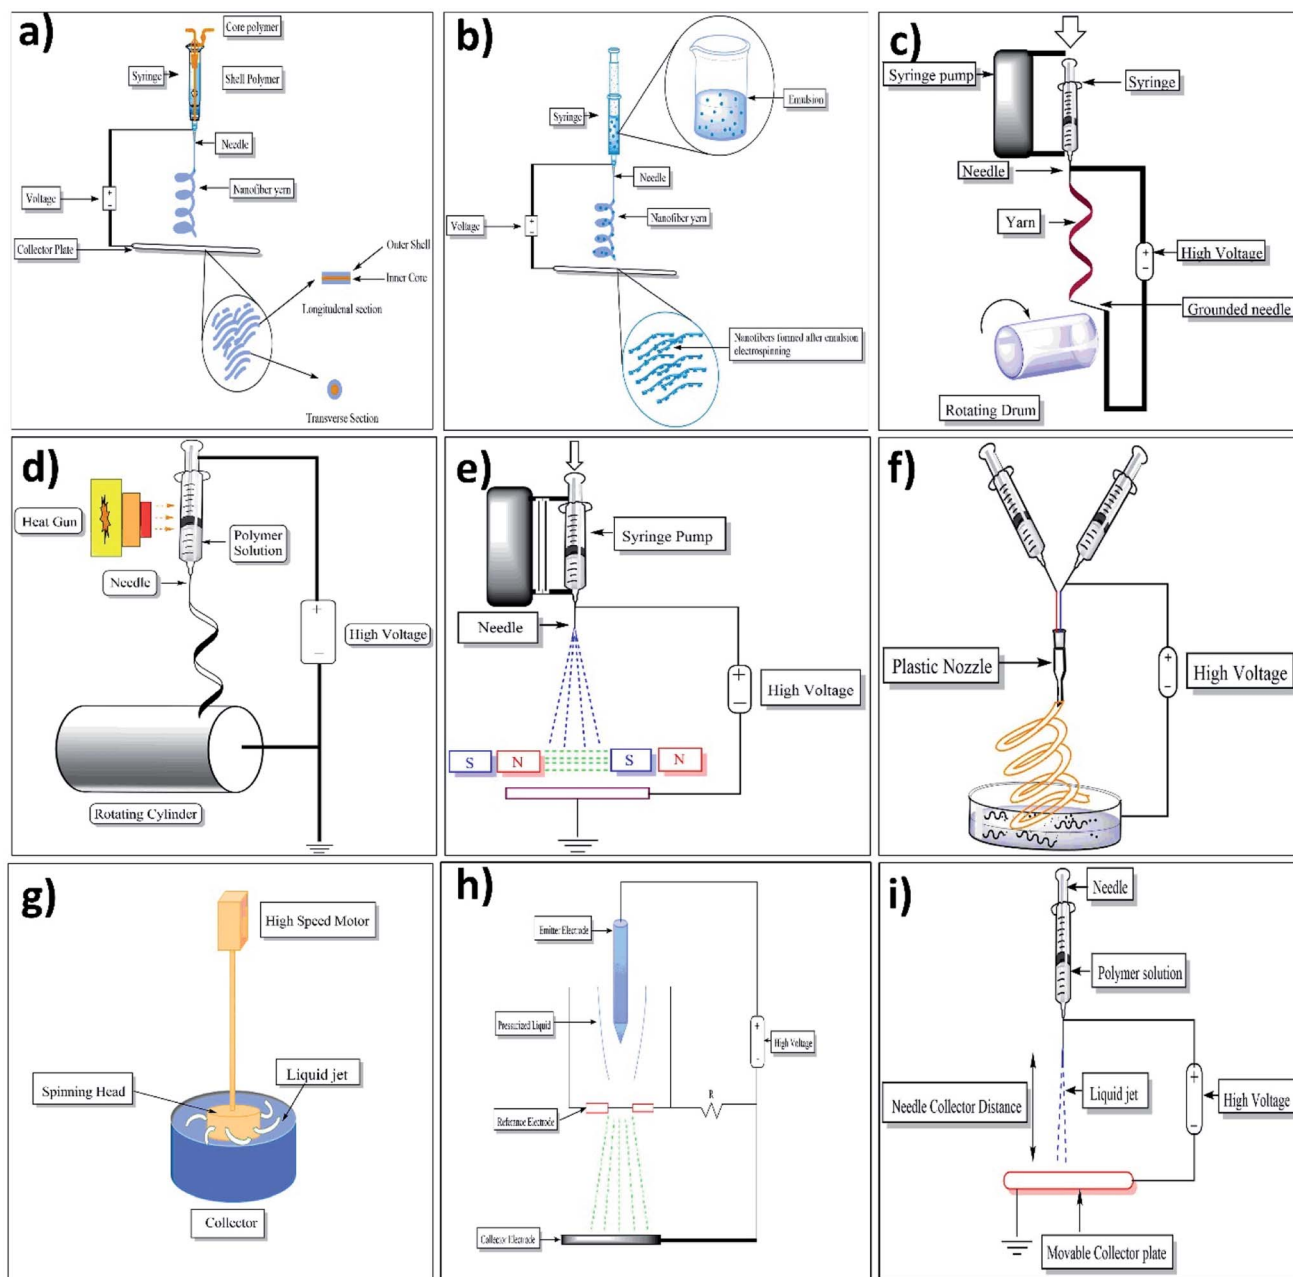 a)
Core polymer
Syringe
Shell Polymer
Needle
Nanofiber yern
Voltage
Collector Plate
Outer Shell
Inner Core
Longitudenal section
Transverse Section
b)
Syringe
Emulsion
Needle
Nanofiber yern
Voltage
Nanofibers formed after emulsion
electrospinning
c)
Syringe pump
Syringe
Needle
Yarn
High Voltage
Grounded needle
Rotating Drum
d)
Heat Gun
Polymer
Solution
Needle
High Voltage
Rotating Cylinder
e)
Syringe Pump
Needle
High Voltage
S
N
S
N
f)
Plastic Nozzle
High Voltage
g)
High Speed Motor
Liquid jet
Spinning Head
Collector
h)
Emitter Electrode
Pressurized Liquid
High Voltage
R
Reference Electrode
Collector Electrode
i)
Needle
Polymer solution
Needle Collector Distance
Liquid jet
High Voltage
Movable Collector plate